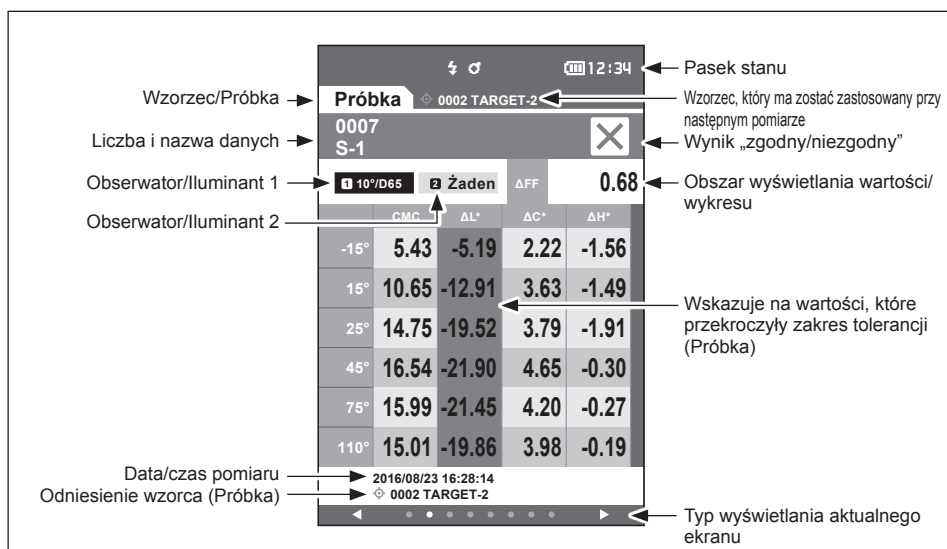 12:34
Pasek stanu
Wzorzec/Próbka
Próbka 0002 TARGET-2
Wzorzec, który ma zostać zastosowany przy
następnym pomiarze
Liczba i nazwa danych
0007
S-1
Wynik „zgodny/niezgodny”
Obserwator/Iluminant 1
1 10°/D65 2 Żaden ΔFF 0.68
Obszar wyświetlania wartości/
wykresu
Obserwator/Iluminant 2
CMC ΔL* ΔC* ΔH*
-15° 5.43 -5.19 2.22 -1.56
15° 10.65 -12.91 3.63 -1.49
25° 14.75 -19.52 3.79 -1.91
45° 16.54 -21.90 4.65 -0.30
75° 15.99 -21.45 4.20 -0.27
110° 15.01 -19.86 3.98 -0.19
Wskazuje na wartości, które
przekroczyły zakres tolerancji
(Próbka)
Data/czas pomiaru
2016/08/23 16:28:14
Odniesienie wzorca (Próbka)
0002 TARGET-2
Typ wyświetlania aktualnego
ekranu